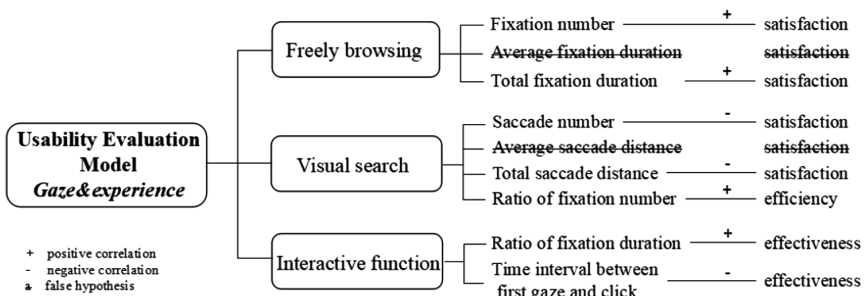 Usability Evaluation
Model
Gaze&experience
Freely browsing
Fixation number + satisfaction
Average fixation duration satisfaction
Total fixation duration + satisfaction
Visual search
Saccade number - satisfaction
Average saccade distance satisfaction
Total saccade distance - satisfaction
Ratio of fixation number + efficiency
Interactive function
Ratio of fixation duration + effectiveness
Time interval between
first gaze and click - effectiveness
+ positive correlation
- negative correlation
a false hypothesis